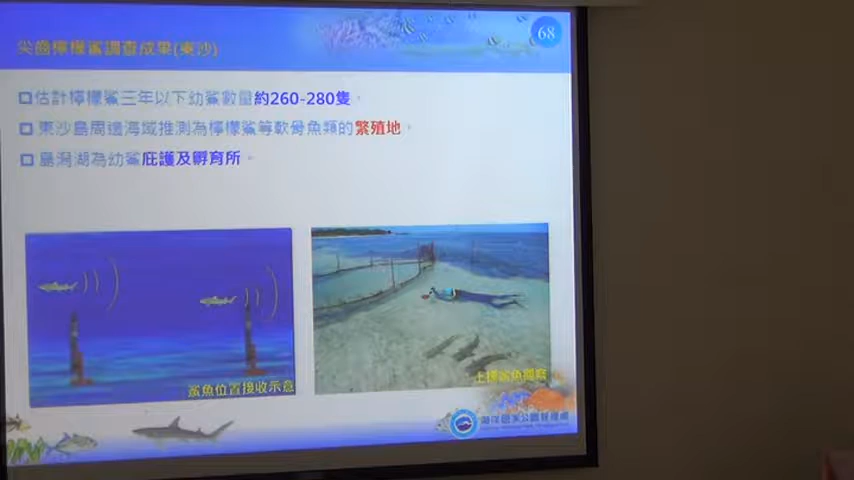 68
尖齒檸檬鯊調查成果(東沙)
估計檸檬鯊三年以下幼鯊數量約260-280隻。
東沙島周邊海域推測為檸檬鯊等軟骨魚類的繁殖地。
島潟湖為幼鯊庇護及孵育所。
鯊魚位置接收示意
上標鯊魚觀察
海洋國家公園管理處